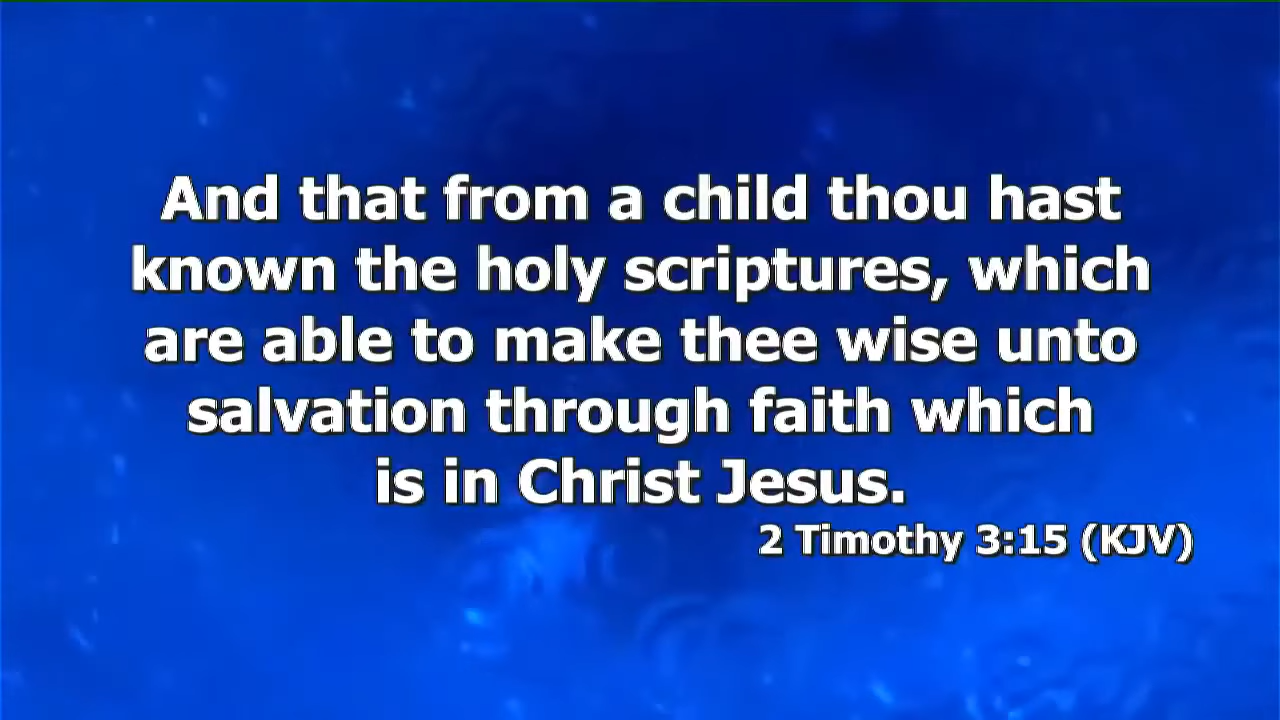 And that from a child thou hast
known the holy scriptures, which
are able to make thee wise unto
salvation through faith which
is in Christ Jesus.
2 Timothy 3:15 (KJV)